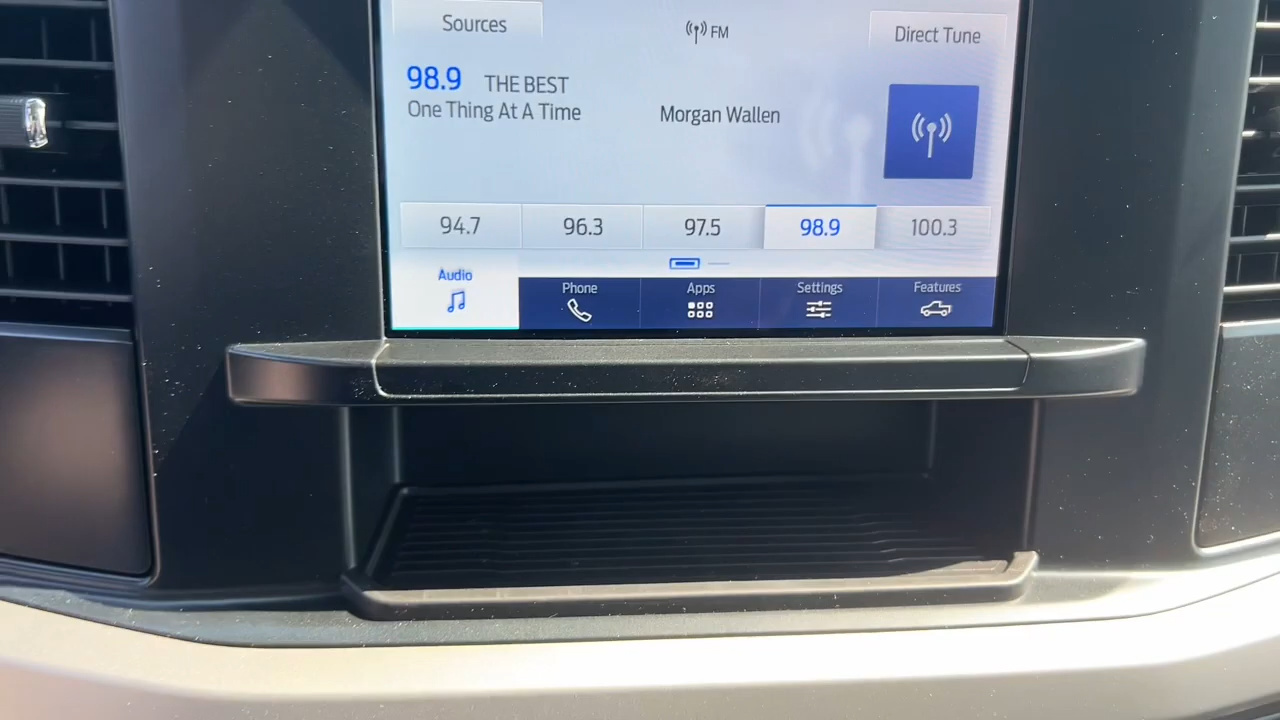 Sources
FM
Direct Tune
98.9 THE BEST
One Thing At A Time
Morgan Wallen
94.7
96.3
97.5
98.9
100.3
Audio
Phone
Apps
Settings
Features